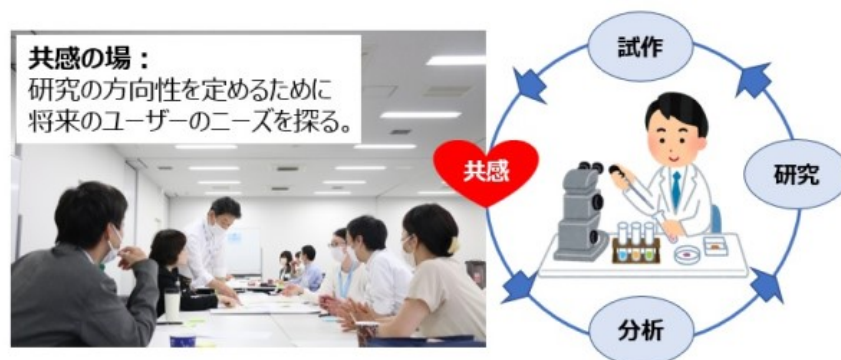 共感の場：
研究の方向性を定めるために
将来のユーザーのニーズを探る。
試作
共感
研究
分析